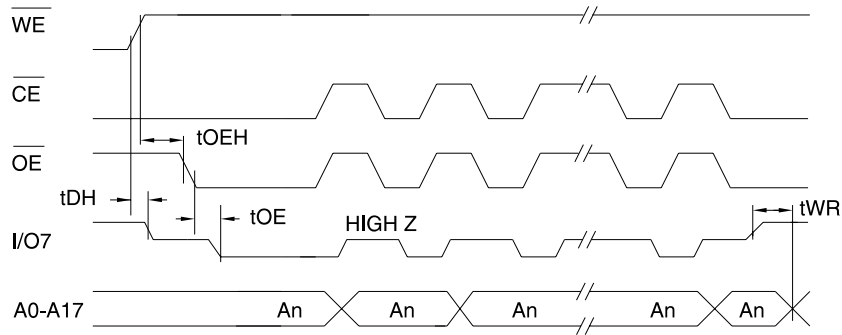 WE
CE
tOEH
OE
tDH
tOE
HIGH Z
tWR
I/O7
A0-A17
An An An An An